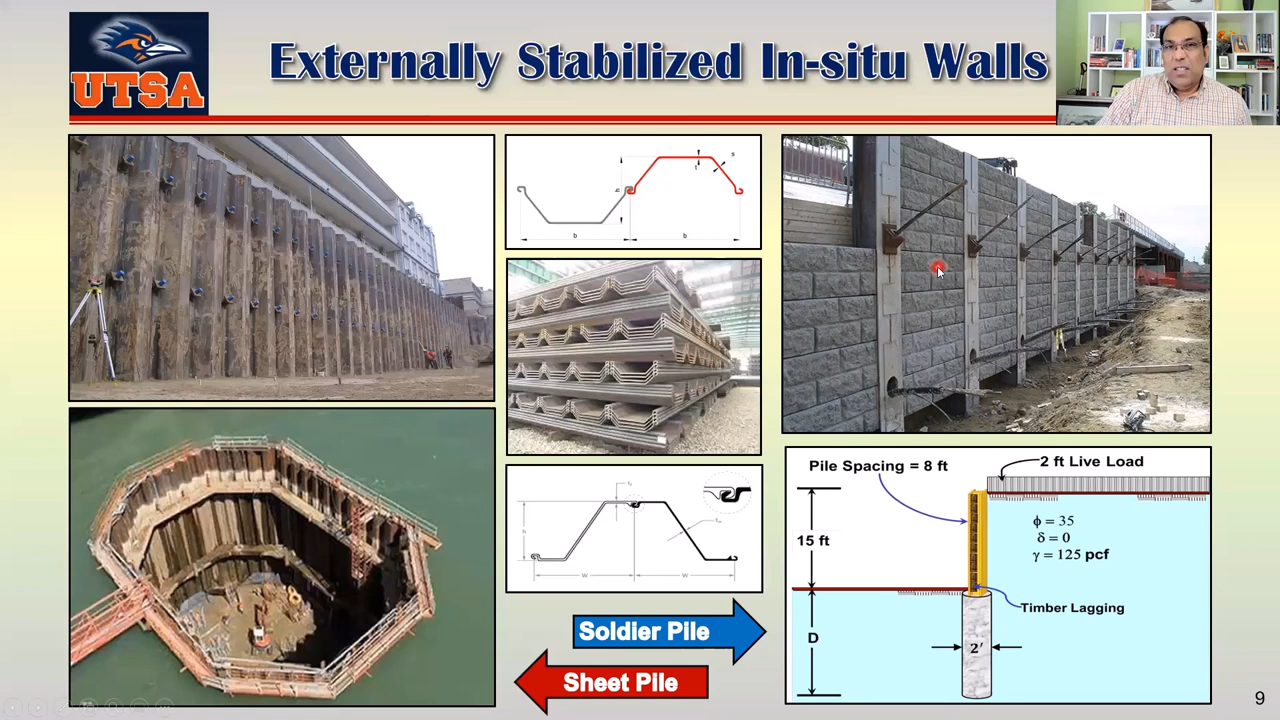 UTSA
Externally Stabilized In-situ Walls
s
t
h
b
b
h
w
w
Soldier Pile
Sheet Pile
Pile Spacing = 8 ft
2 ft Live Load
15 ft
ϕ = 35
δ = 0
γ = 125 pcf
Timber Lagging
D
2′
9